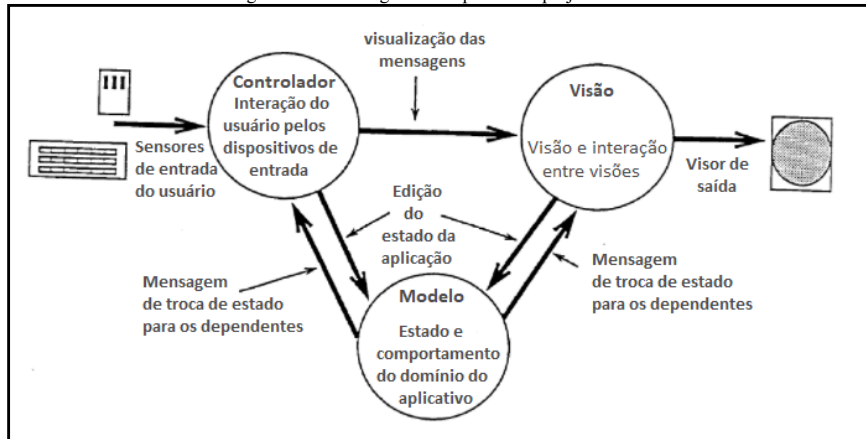 visualização das
mensagens
Controlador
Interação do
usuário pelos
dispositivos de
entrada
Visão
Visão e interação
entre visões
Sensores
de entrada
do usuário
Visor de
saída
Edição
do
estado da
aplicação
Mensagem
de troca de estado
para os dependentes
Mensagem
de troca de estado
para os dependentes
Modelo
Estado e
comportamento
do domínio do
aplicativo